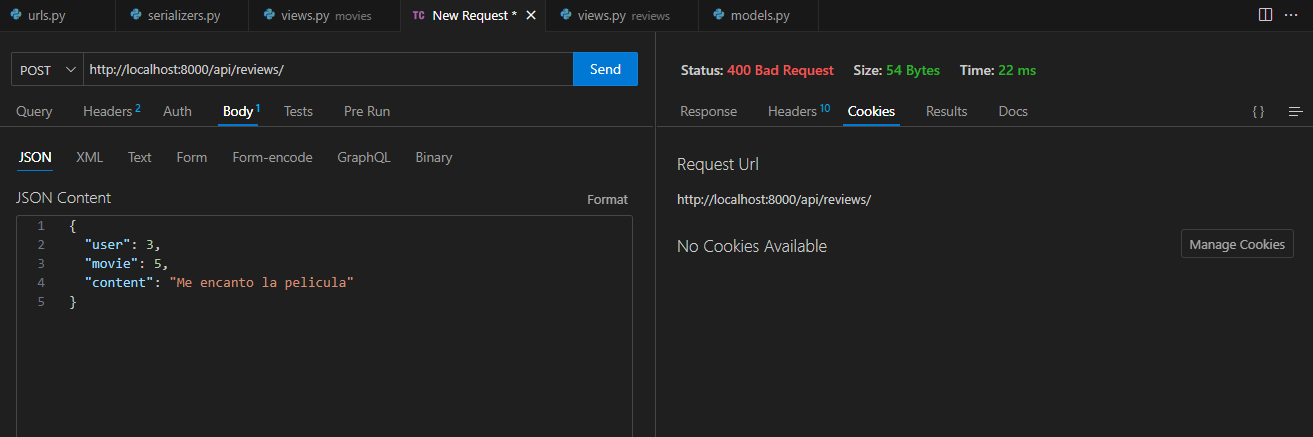 urls.py serializers.py views.py movies TC New Request * views.py reviews models.py
POST http://localhost:8000/api/reviews/ Send
Query Headers 2 Auth Body 1 Tests Pre Run
JSON XML Text Form Form-encode GraphQL Binary
JSON Content Format
1 {
2 "user": 3,
3 "movie": 5,
4 "content": "Me encanto la pelicula"
5 }
Status: 400 Bad Request Size: 54 Bytes Time: 22 ms
Response Headers 10 Cookies Results Docs { }
Request Url
http://localhost:8000/api/reviews/
No Cookies Available Manage Cookies